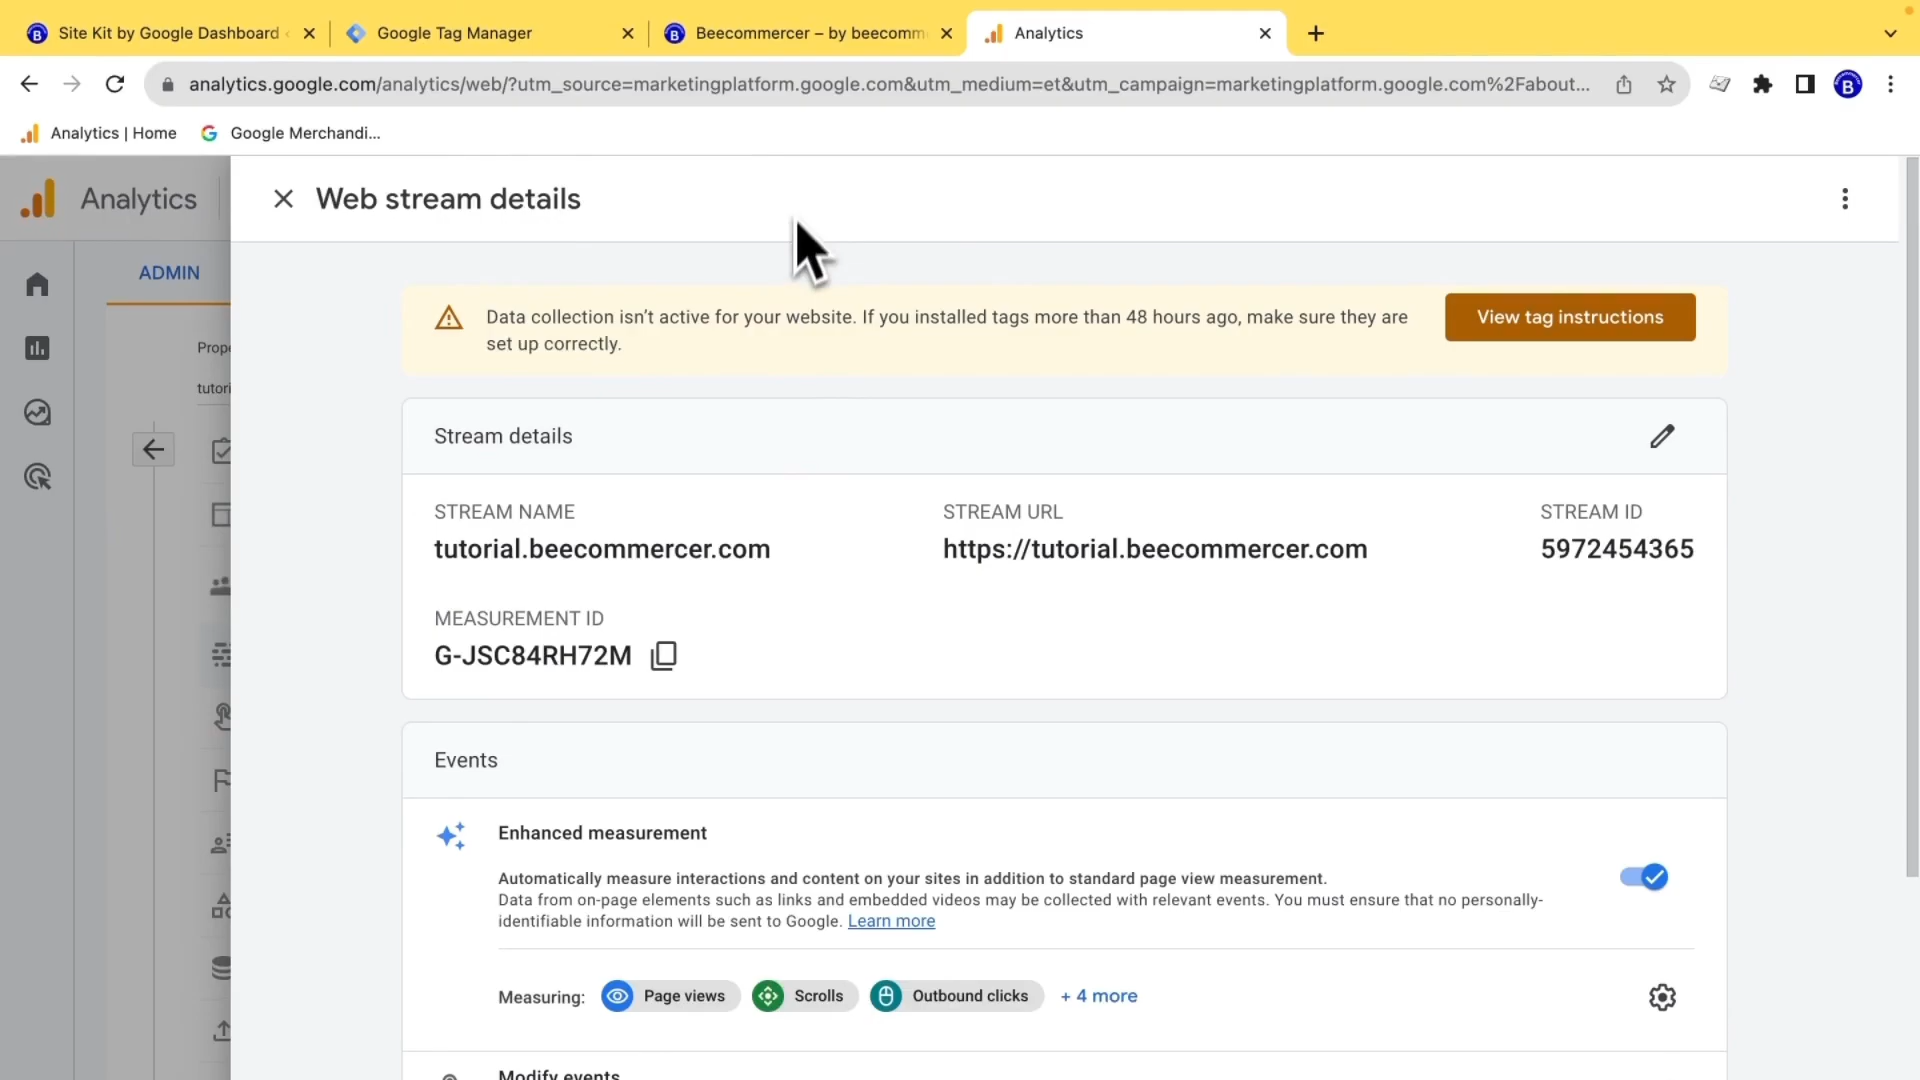 Site Kit by Google Dashboard
Google Tag Manager
Beecommercer – by beecomm
Analytics
analytics.google.com/analytics/web/?utm_source=marketingplatform.google.com&utm_medium=et&utm_campaign=marketingplatform.google.com%2Fabout...
Analytics | Home
Google Merchandi...
Analytics
Web stream details
ADMIN
Data collection isn't active for your website. If you installed tags more than 48 hours ago, make sure they are
set up correctly.
View tag instructions
Prope
tutori
Stream details
STREAM NAME
STREAM URL
STREAM ID
tutorial.beecommercer.com
https://tutorial.beecommercer.com
5972454365
MEASUREMENT ID
G-JSC84RH72M
Events
Enhanced measurement
Automatically measure interactions and content on your sites in addition to standard page view measurement.
Data from on-page elements such as links and embedded videos may be collected with relevant events. You must ensure that no personally-
identifiable information will be sent to Google. Learn more
Measuring:
Page views
Scrolls
Outbound clicks
+ 4 more
Modify events